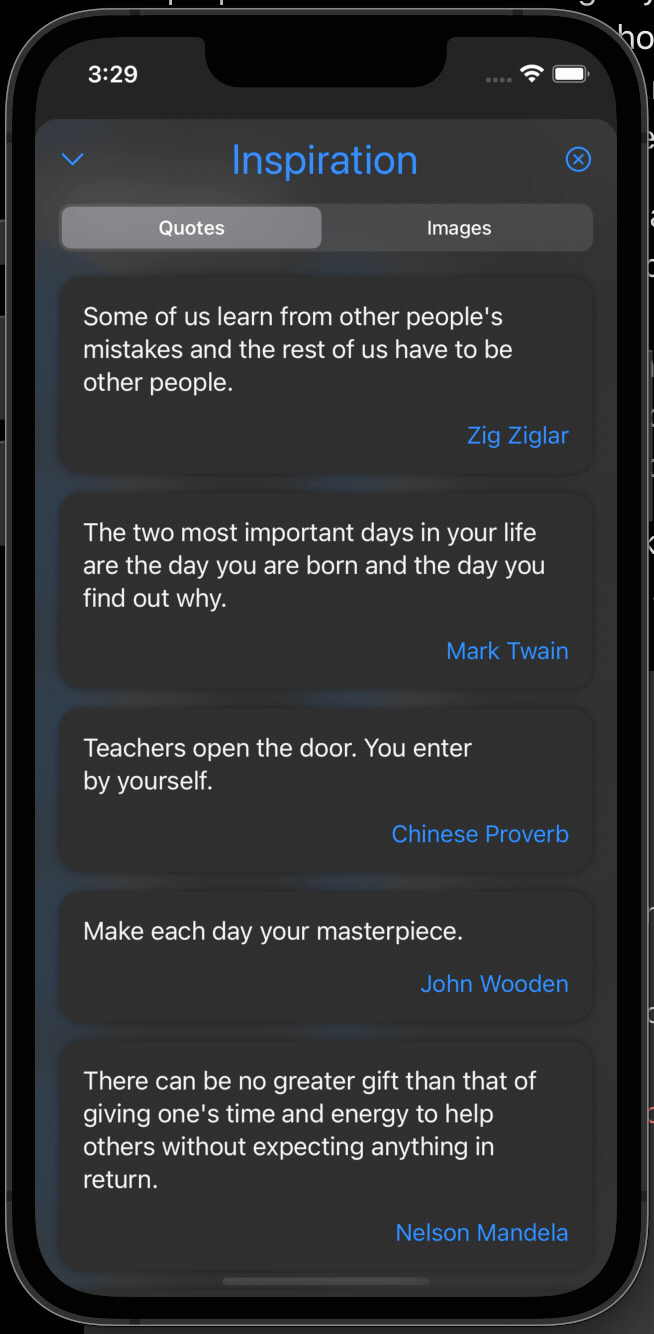 3:29
Inspiration
Quotes
Images
Some of us learn from other people's
mistakes and the rest of us have to be
other people.
Zig Ziglar
The two most important days in your life
are the day you are born and the day you
find out why.
Mark Twain
Teachers open the door. You enter
by yourself.
Chinese Proverb
Make each day your masterpiece.
John Wooden
There can be no greater gift than that of
giving one's time and energy to help
others without expecting anything in
return.
Nelson Mandela